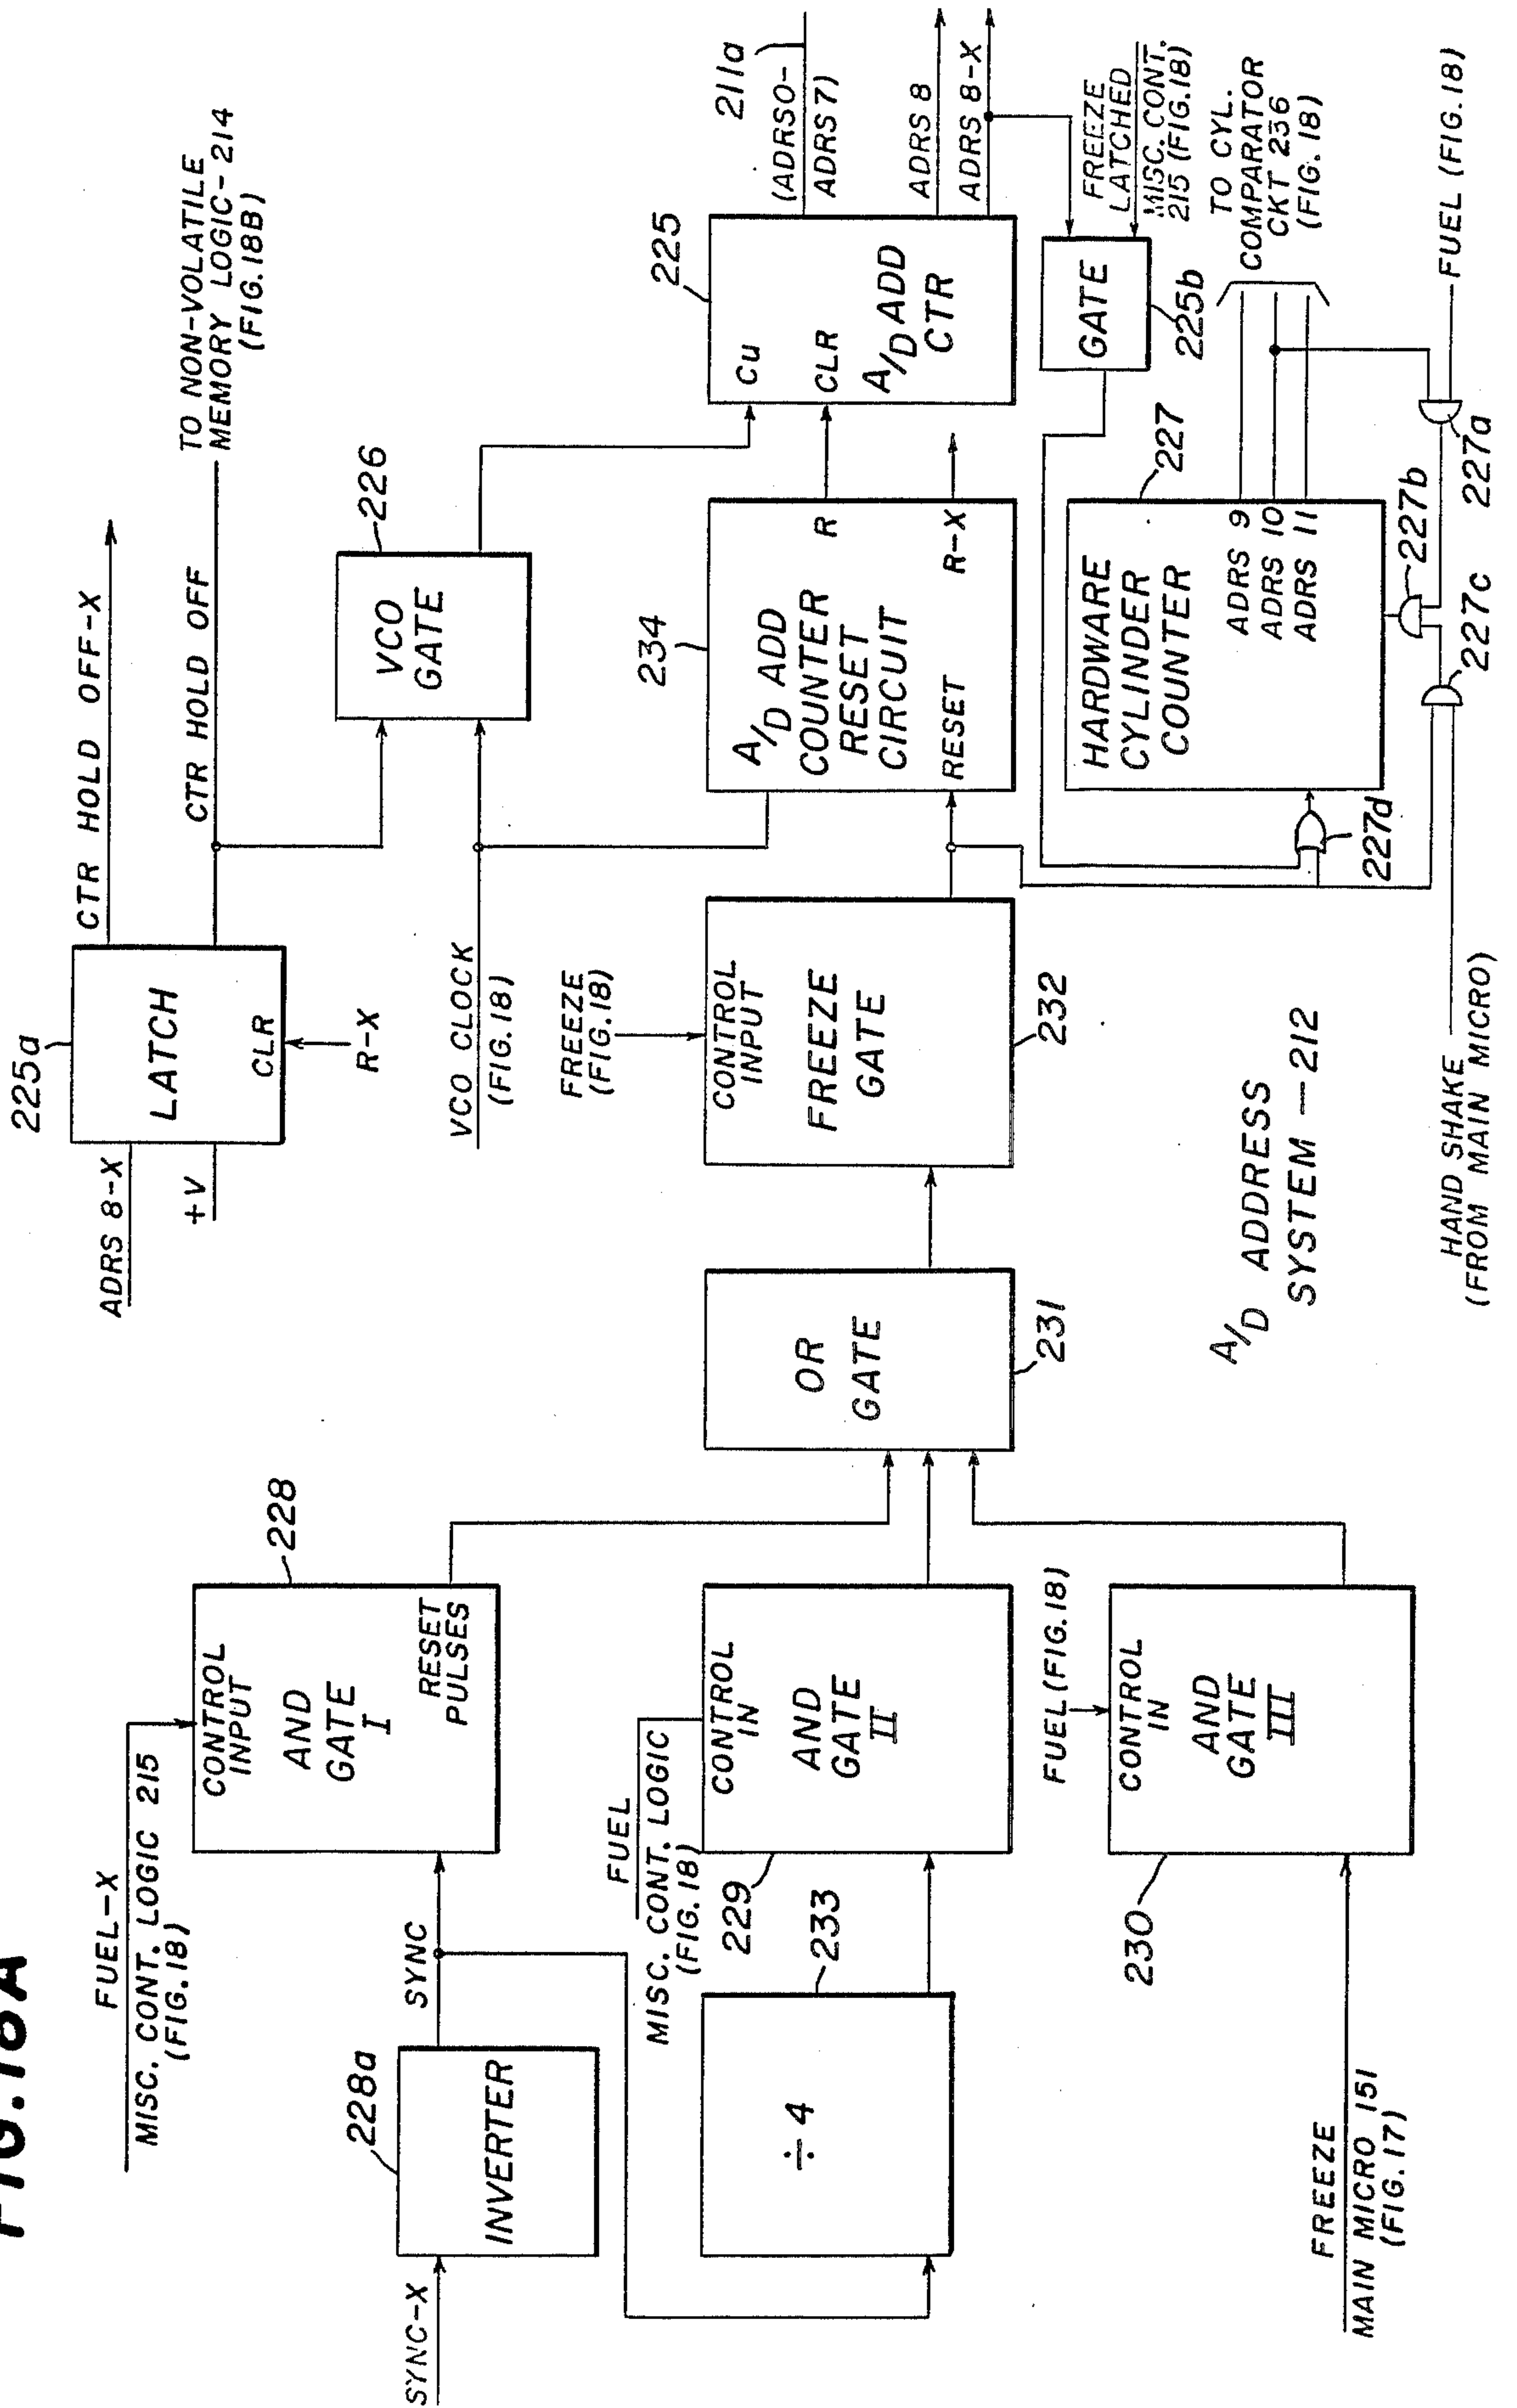 FIG. 18A
FUEL-X
MISC. CONT. LOGIC 215
(FIG. 18)
228
CONTROL
INPUT
AND
GATE
I
RESET
PULSES
SYNC-X
228a
INVERTER
SYNC
÷ 4
233
FUEL
MISC. CONT. LOGIC
(FIG. 18)
229
CONTROL
IN
AND
GATE
II
FUEL (FIG. 18)
CONTROL
IN
AND
GATE
III
230
FREEZE
MAIN MICRO 151
(FIG. 17)
OR
GATE
231
FREEZE
(FIG. 18)
CONTROL
INPUT
FREEZE
GATE
232
225a
ADRS 8-X
+V
LATCH
CLR
R-X
CTR HOLD OFF-X
CTR HOLD OFF
TO NON-VOLATILE
MEMORY LOGIC-214
(FIG. 18B)
VCO CLOCK
(FIG. 18)
VCO
GATE
226
234
A/D ADD
COUNTER
RESET
CIRCUIT
RESET
R
R-X
225
Cu
CLR
A/D ADD
CTR
211a
(ADRS0-
ADRS 7)
ADRS 8
ADRS 8-X
FREEZE
LATCHED
MISC. CONT.
215 (FIG. 18)
GATE
225b
HARDWARE
CYLINDER
COUNTER
ADRS 9
ADRS 10
ADRS 11
227
TO CYL.
COMPARATOR
CKT 236
(FIG. 18)
227d
227b
227c
227a
FUEL (FIG. 18)
HAND SHAKE
(FROM MAIN MICRO)
A/D ADDRESS
SYSTEM - 212